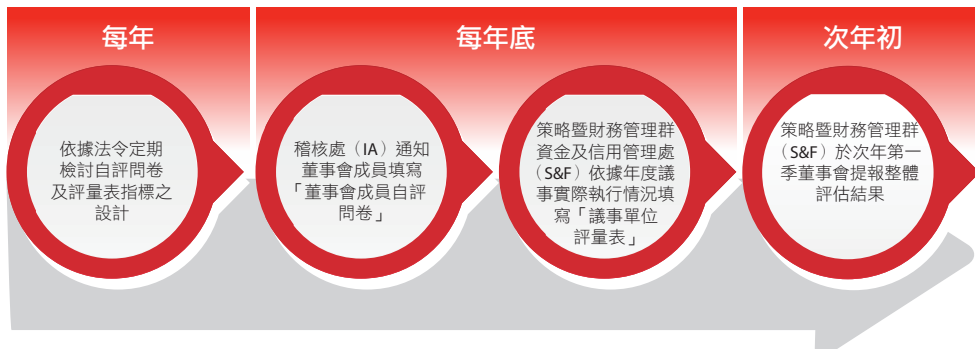 每年
每年底
次年初
依據法令定期
檢討自評問卷
及評量表指標之
設計
稽核處（IA）通知
董事會成員填寫
「董事會成員自評
問卷」
策略暨財務管理群
資金及信用管理處
（S&F）依據年度議
事實際執行情況填
寫「議事單位
評量表」
策略暨財務管理群
（S&F）於次年第一
季董事會提報整體
評估結果